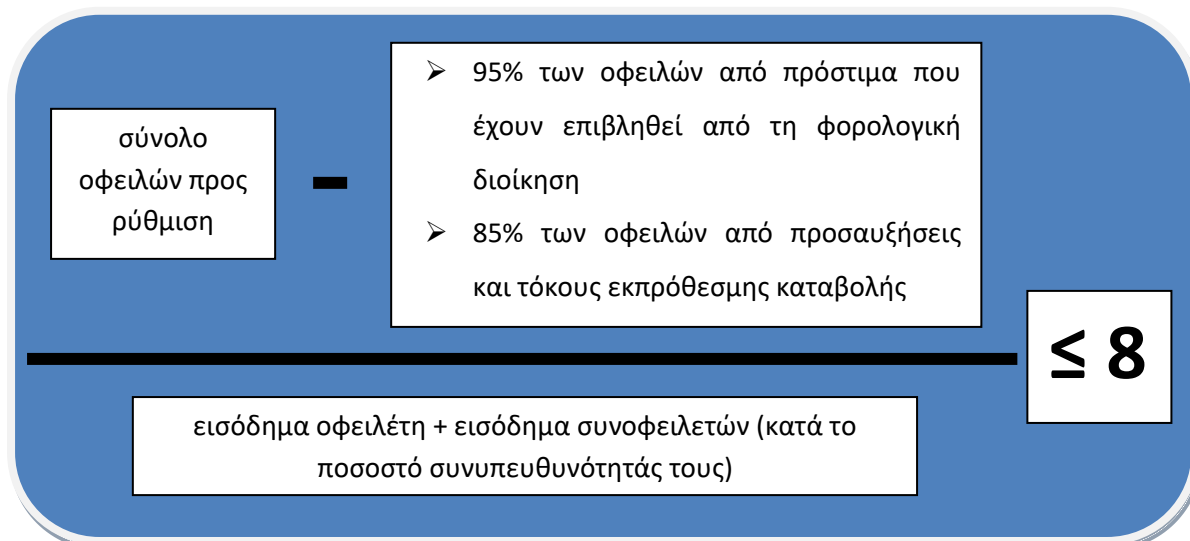 σύνολο
οφειλών προς
ρύθμιση
-
➢ 95% των οφειλών από πρόστιμα που
έχουν επιβληθεί από τη φορολογική
διοίκηση
➢ 85% των οφειλών από προσαυξήσεις
και τόκους εκπρόθεσμης καταβολής
≤ 8
εισόδημα οφειλέτη + εισόδημα συνοφειλετών (κατά το
ποσοστό συνυπευθυνότητάς τους)